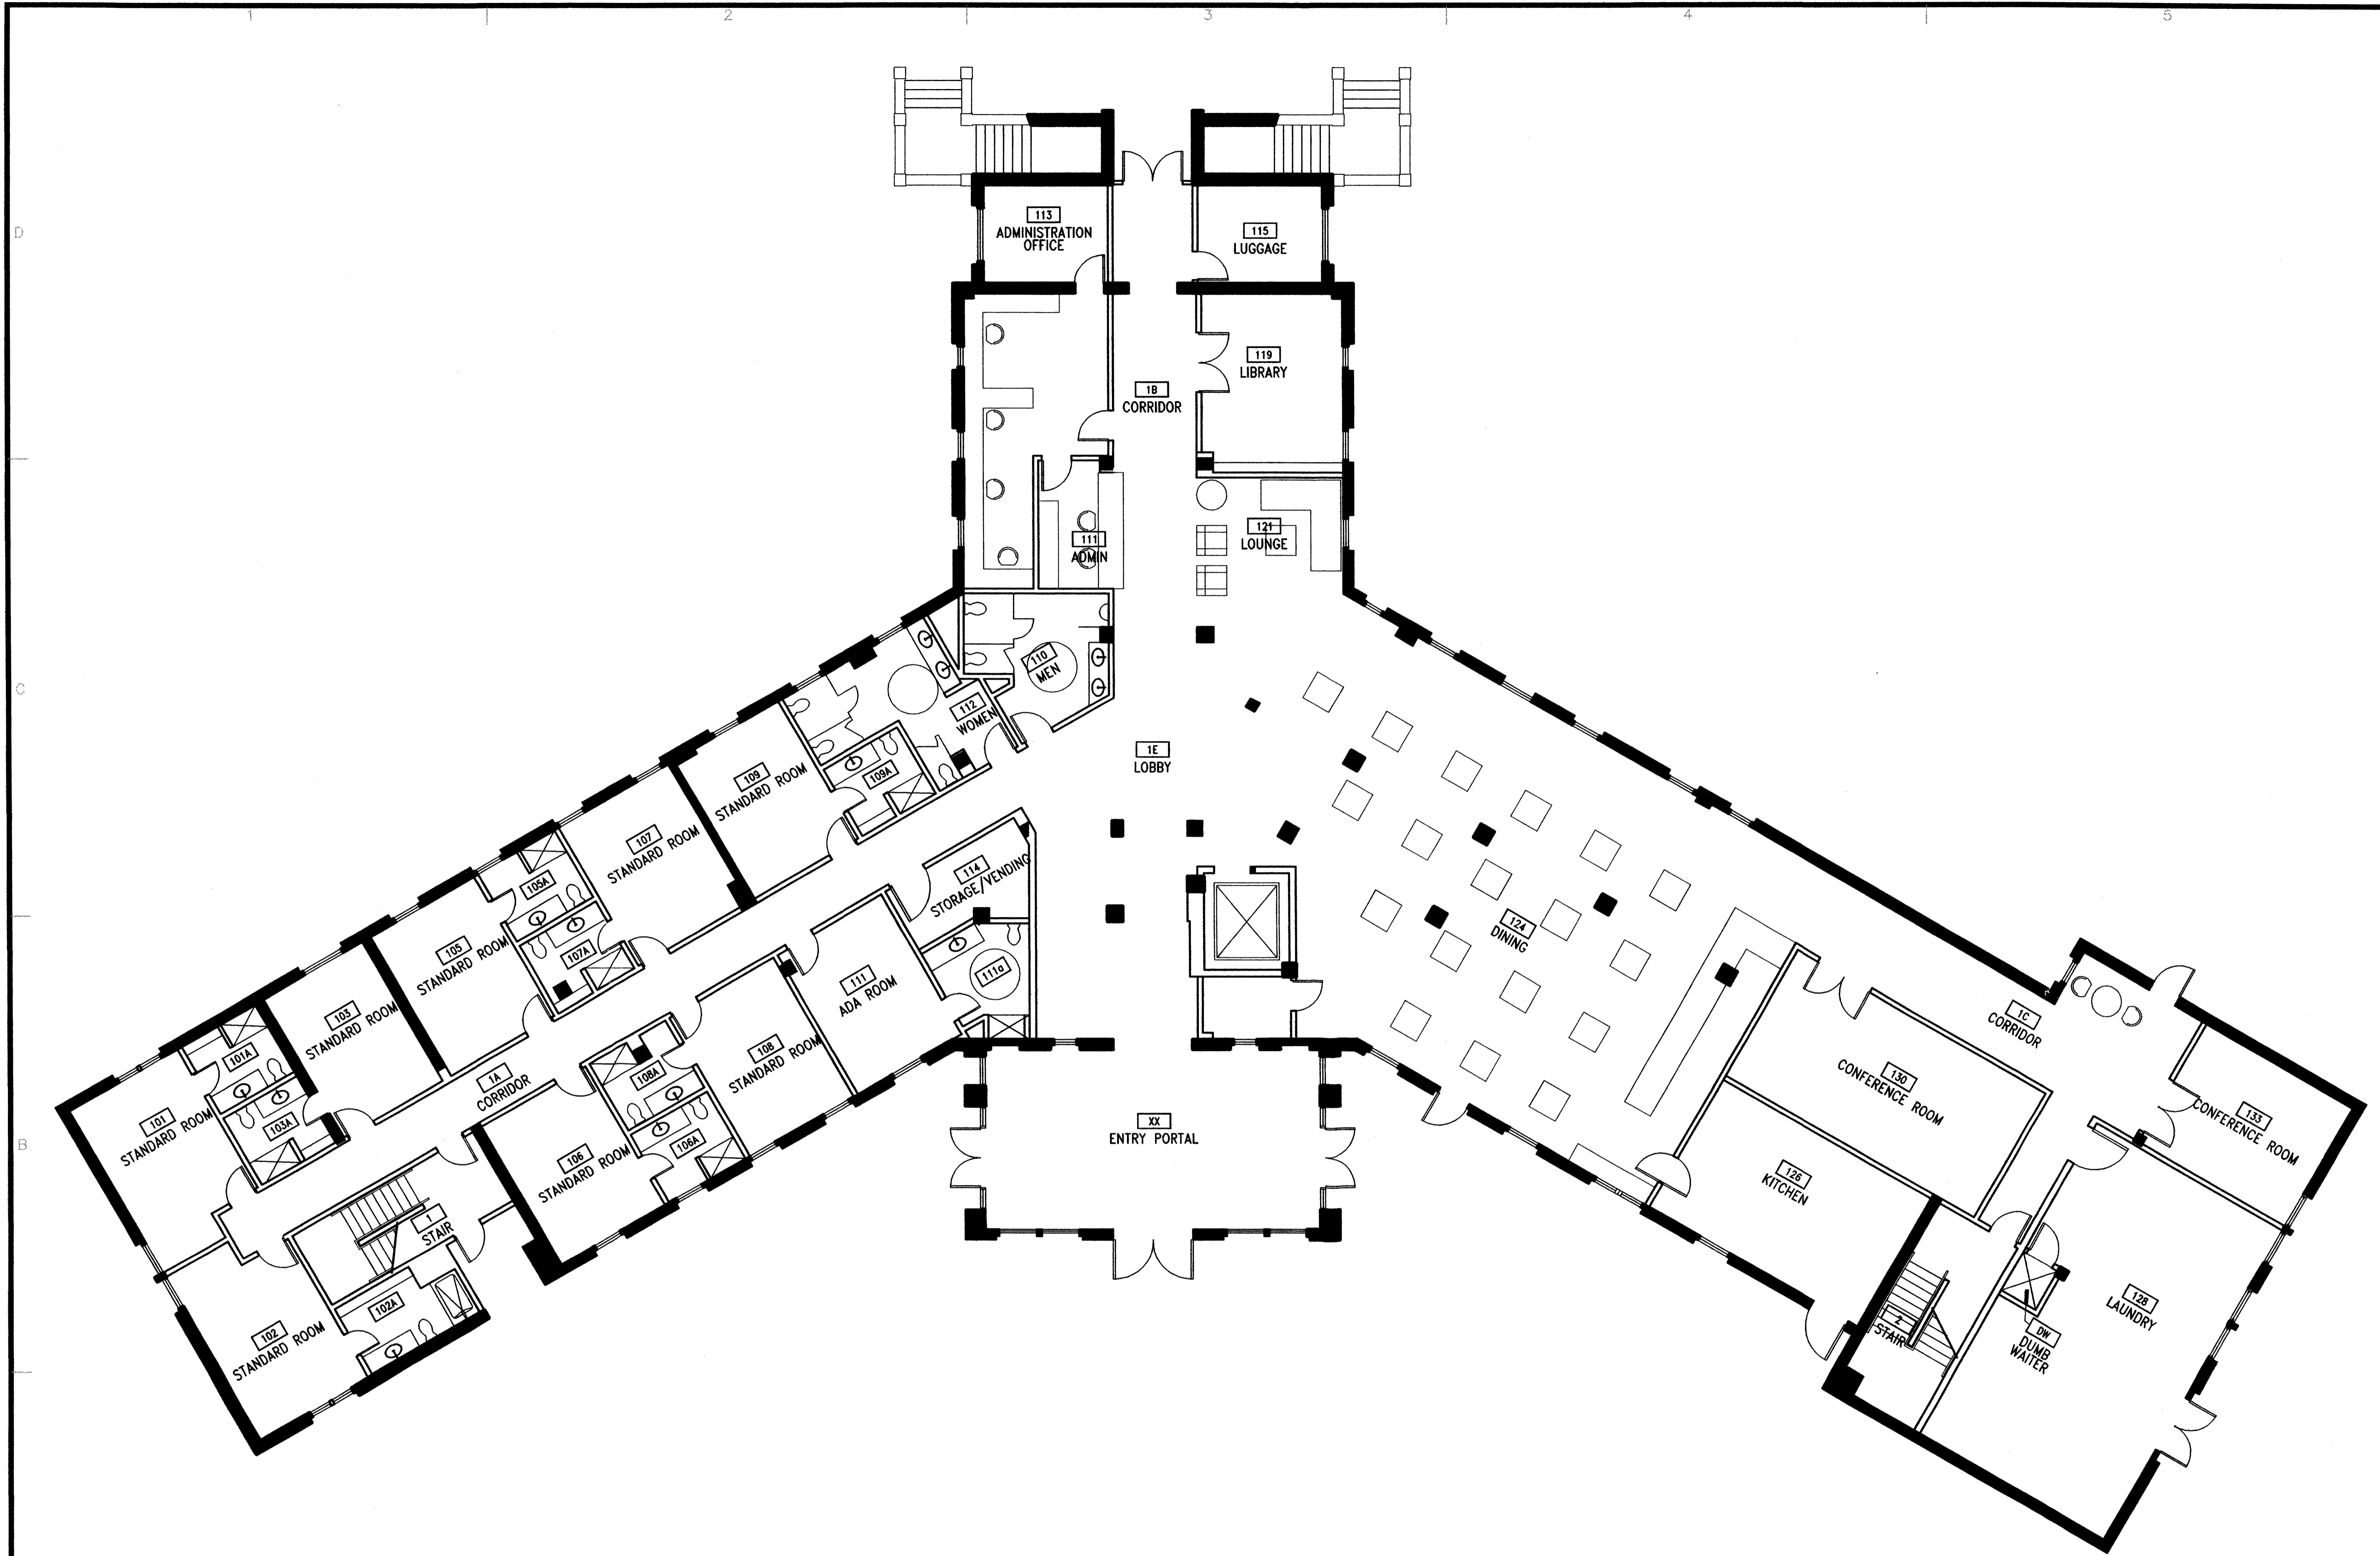 1 2 3 4 5
D
C
B
113
ADMINISTRATION
OFFICE
115
LUGGAGE
119
LIBRARY
1B
CORRIDOR
121
LOUNGE
111
ADMIN
110
MEN
112
WOMEN
1E
LOBBY
109
STANDARD ROOM
109A
107
STANDARD ROOM
114
STORAGE/VENDING
105A
105
STANDARD ROOM
107A
111
ADA ROOM
111a
103
STANDARD ROOM
101A
108
STANDARD ROOM
108A
1A
CORRIDOR
101
STANDARD ROOM
103A
106
STANDARD ROOM
106A
1
STAIR
102A
102
STANDARD ROOM
XX
ENTRY PORTAL
124
DINING
1C
CORRIDOR
130
CONFERENCE ROOM
133
CONFERENCE ROOM
126
KITCHEN
128
LAUNDRY
2
STAIR
DW
DUMB
WAITER